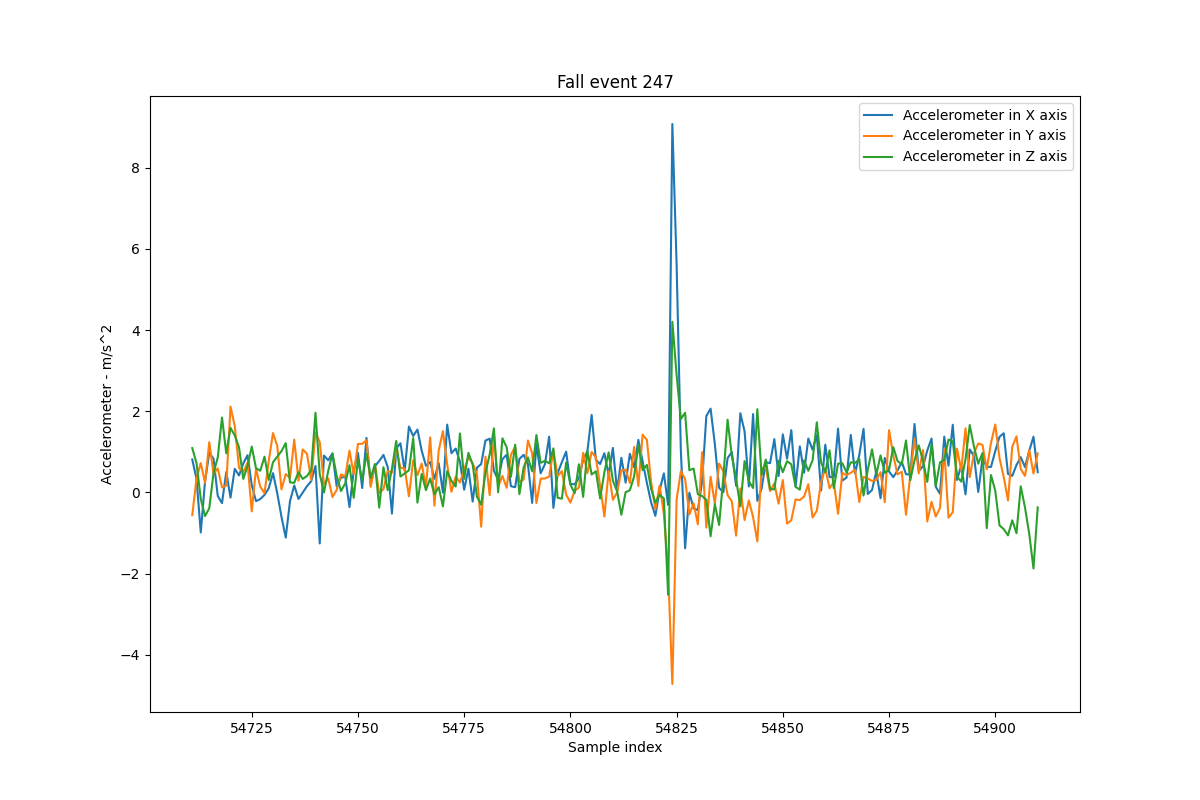 Fall event 247
Accelerometer in X axis
Accelerometer in Y axis
Accelerometer in Z axis
Accelerometer - m/s^2
8
6
4
2
0
−2
−4
54725 54750 54775 54800 54825 54850 54875 54900
Sample index